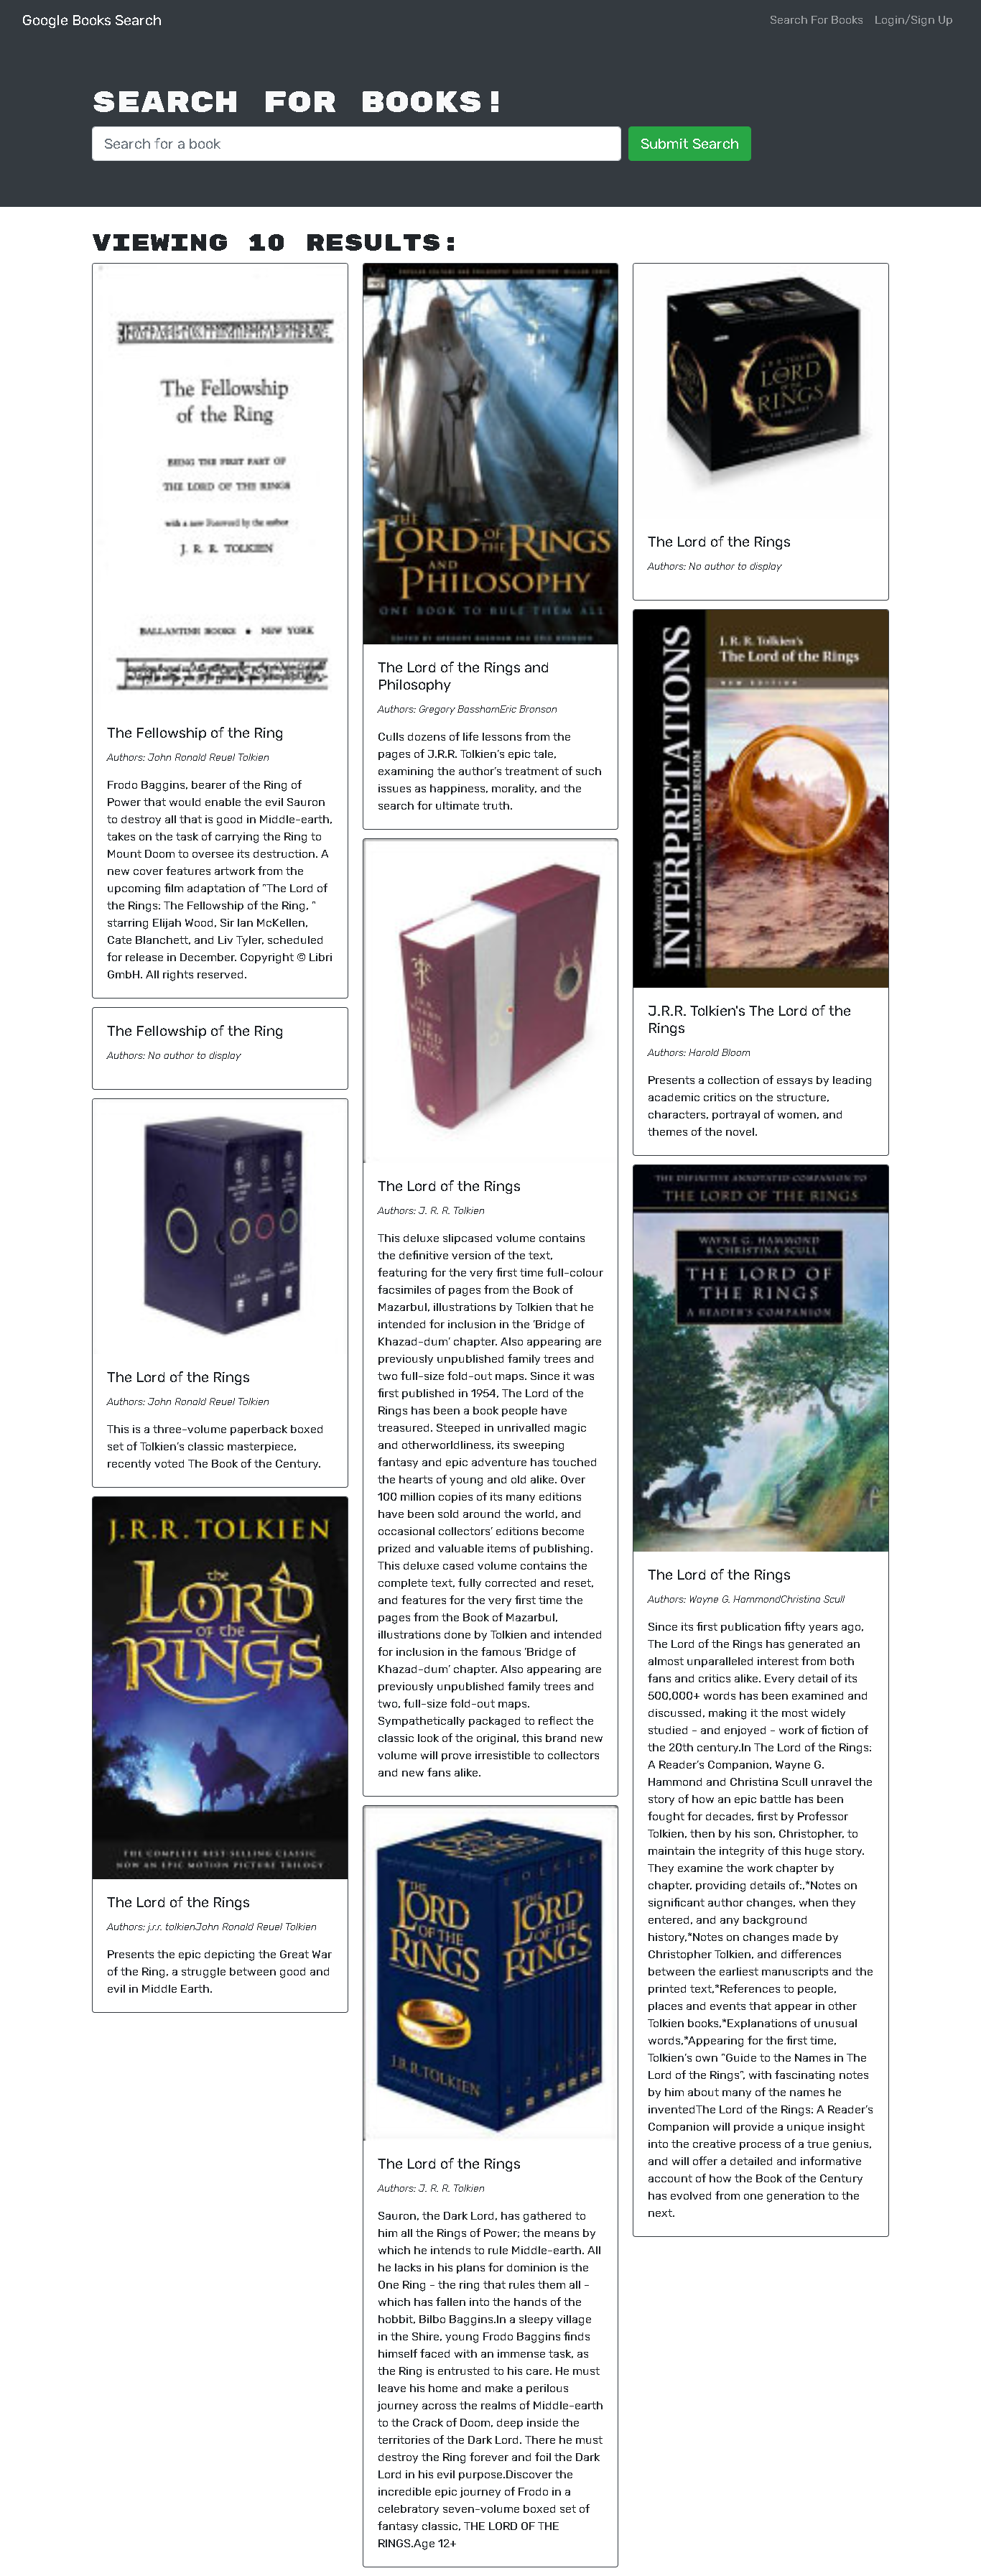 Google Books Search
Search For Books
Login/Sign Up
SEARCH FOR BOOKS!
Search for a book
Submit Search
VIEWING 10 RESULTS:
The Fellowship
of the Ring
BEING THE FIRST PART OF
THE LORD OF THE RINGS
with a new Foreword by the author
J. R. R. TOLKIEN
BALLANTINE BOOKS • NEW YORK
The Fellowship of the Ring
Authors: John Ronald Reuel Tolkien
Frodo Baggins, bearer of the Ring of
Power that would enable the evil Sauron
to destroy all that is good in Middle-earth,
takes on the task of carrying the Ring to
Mount Doom to oversee its destruction. A
new cover features artwork from the
upcoming film adaptation of "The Lord of
the Rings: The Fellowship of the Ring, "
starring Elijah Wood, Sir Ian McKellen,
Cate Blanchett, and Liv Tyler, scheduled
for release in December. Copyright © Libri
GmbH. All rights reserved.
The Fellowship of the Ring
Authors: No author to display
The Lord of the Rings
Authors: John Ronald Reuel Tolkien
This is a three-volume paperback boxed
set of Tolkien's classic masterpiece,
recently voted The Book of the Century.
J.R.R. TOLKIEN
the
LORD
OF the
RINGS
THE COMPLETE BEST-SELLING CLASSIC
NOW AN EPIC MOTION PICTURE TRILOGY
The Lord of the Rings
Authors: j.r.r. tolkienJohn Ronald Reuel Tolkien
Presents the epic depicting the Great War
of the Ring, a struggle between good and
evil in Middle Earth.
POPULAR CULTURE AND PHILOSOPHY SERIES EDITOR: WILLIAM IRWIN
THE
LORD OF THE RINGS
AND
PHILOSOPHY
ONE BOOK TO RULE THEM ALL
EDITED BY GREGORY BASSHAM AND ERIC BRONSON
The Lord of the Rings and
Philosophy
Authors: Gregory BasshamEric Bronson
Culls dozens of life lessons from the
pages of J.R.R. Tolkien's epic tale,
examining the author's treatment of such
issues as happiness, morality, and the
search for ultimate truth.
The Lord of the Rings
Authors: J. R. R. Tolkien
This deluxe slipcased volume contains
the definitive version of the text,
featuring for the very first time full-colour
facsimiles of pages from the Book of
Mazarbul, illustrations by Tolkien that he
intended for inclusion in the 'Bridge of
Khazad-dum' chapter. Also appearing are
previously unpublished family trees and
two full-size fold-out maps. Since it was
first published in 1954, The Lord of the
Rings has been a book people have
treasured. Steeped in unrivalled magic
and otherworldliness, its sweeping
fantasy and epic adventure has touched
the hearts of young and old alike. Over
100 million copies of its many editions
have been sold around the world, and
occasional collectors' editions become
prized and valuable items of publishing.
This deluxe cased volume contains the
complete text, fully corrected and reset,
and features for the very first time the
pages from the Book of Mazarbul,
illustrations done by Tolkien and intended
for inclusion in the famous 'Bridge of
Khazad-dum' chapter. Also appearing are
previously unpublished family trees and
two, full-size fold-out maps.
Sympathetically packaged to reflect the
classic look of the original, this brand new
volume will prove irresistible to collectors
and new fans alike.
THE
LORD
OF THE
RINGS
THE
LORD
OF THE
RINGS
J.R.R.TOLKIEN
The Lord of the Rings
Authors: J. R. R. Tolkien
Sauron, the Dark Lord, has gathered to
him all the Rings of Power; the means by
which he intends to rule Middle-earth. All
he lacks in his plans for dominion is the
One Ring - the ring that rules them all -
which has fallen into the hands of the
hobbit, Bilbo Baggins.In a sleepy village
in the Shire, young Frodo Baggins finds
himself faced with an immense task, as
the Ring is entrusted to his care. He must
leave his home and make a perilous
journey across the realms of Middle-earth
to the Crack of Doom, deep inside the
territories of the Dark Lord. There he must
destroy the Ring forever and foil the Dark
Lord in his evil purpose.Discover the
incredible epic journey of Frodo in a
celebratory seven-volume boxed set of
fantasy classic, THE LORD OF THE
RINGS.Age 12+
J.R.R. TOLKIEN
THE
LORD
OF THE
RINGS
The Lord of the Rings
Authors: No author to display
J. R. R. Tolkien's
The Lord of the Rings
NEW EDITION
INTERPRETATIONS
The Lord of the Rings
J.R.R. Tolkien's The Lord of the
Rings
Authors: Harold Bloom
Presents a collection of essays by leading
academic critics on the structure,
characters, portrayal of women, and
themes of the novel.
THE DEFINITIVE ANNOTATED COMPANION TO
THE LORD OF THE RINGS
WAYNE G. HAMMOND
& CHRISTINA SCULL
THE LORD OF
THE RINGS
A READER'S COMPANION
The Lord of the Rings
Authors: Wayne G. HammondChristina Scull
Since its first publication fifty years ago,
The Lord of the Rings has generated an
almost unparalleled interest from both
fans and critics alike. Every detail of its
500,000+ words has been examined and
discussed, making it the most widely
studied - and enjoyed - work of fiction of
the 20th century.In The Lord of the Rings:
A Reader's Companion, Wayne G.
Hammond and Christina Scull unravel the
story of how an epic battle has been
fought for decades, first by Professor
Tolkien, then by his son, Christopher, to
maintain the integrity of this huge story.
They examine the work chapter by
chapter, providing details of:,*Notes on
significant author changes, when they
entered, and any background
history,*Notes on changes made by
Christopher Tolkien, and differences
between the earliest manuscripts and the
printed text,*References to people,
places and events that appear in other
Tolkien books,*Explanations of unusual
words,*Appearing for the first time,
Tolkien's own "Guide to the Names in The
Lord of the Rings", with fascinating notes
by him about many of the names he
inventedThe Lord of the Rings: A Reader's
Companion will provide a unique insight
into the creative process of a true genius,
and will offer a detailed and informative
account of how the Book of the Century
has evolved from one generation to the
next.